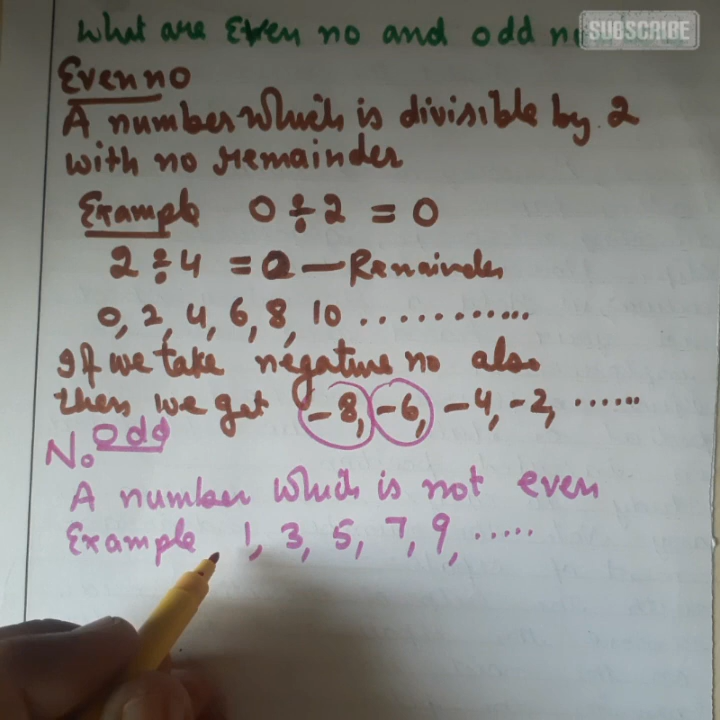 What are Even no and odd no
SUBSCRIBE
Even no
A number which is divisible by 2
with no remainder
Example 0 ÷ 2 = 0
2 ÷ 4 = 0 — Remainder
0, 2, 4, 6, 8, 10 ............
If we take negative no also
then we get -8, -6, -4, -2, ......
Odd
No
A number which is not even
Example 1, 3, 5, 7, 9, .....